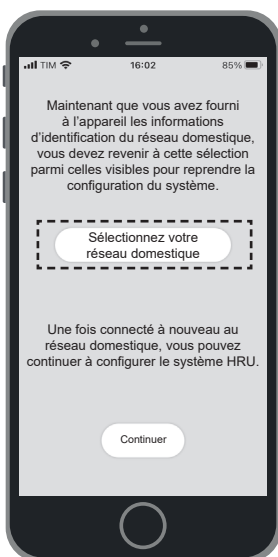 TIM 16:02 85%
Maintenant que vous avez fourni
à l'appareil les informations
d'identification du réseau domestique,
vous devez revenir à cette sélection
parmi celles visibles pour reprendre la
configuration du système.
Sélectionnez votre
réseau domestique
Une fois connecté à nouveau au
réseau domestique, vous pouvez
continuer à configurer le système HRU.
Continuer